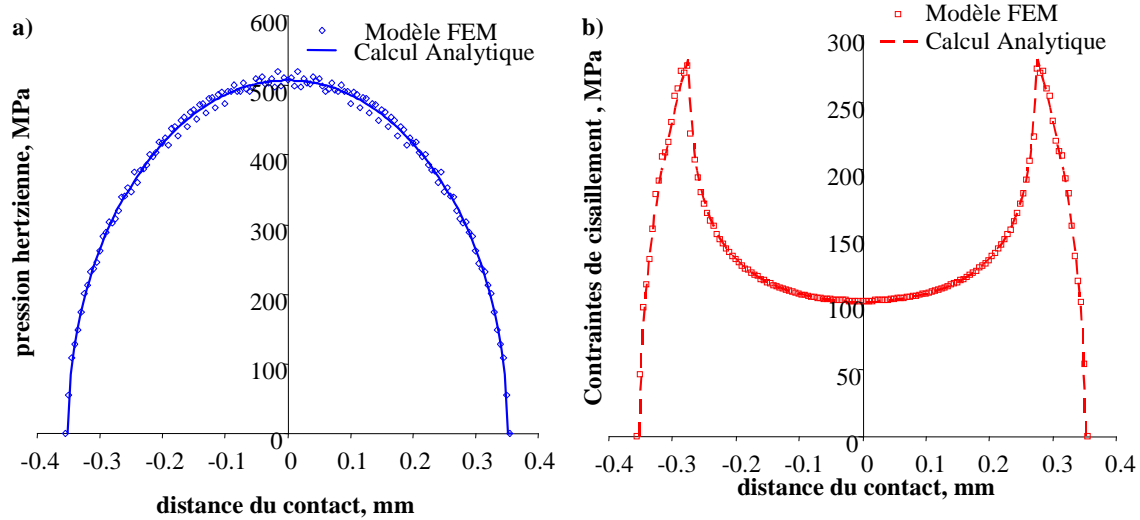 a)
Modèle FEM
Calcul Analytique
pression hertzienne, MPa
600
500
400
300
200
100
0
-0.4 -0.3 -0.2 -0.1 0 0.1 0.2 0.3 0.4
distance du contact, mm
b)
Modèle FEM
Calcul Analytique
Contraintes de cisaillement , MPa
300
250
200
150
100
50
0
-0.4 -0.3 -0.2 -0.1 0 0.1 0.2 0.3 0.4
distance du contact, mm